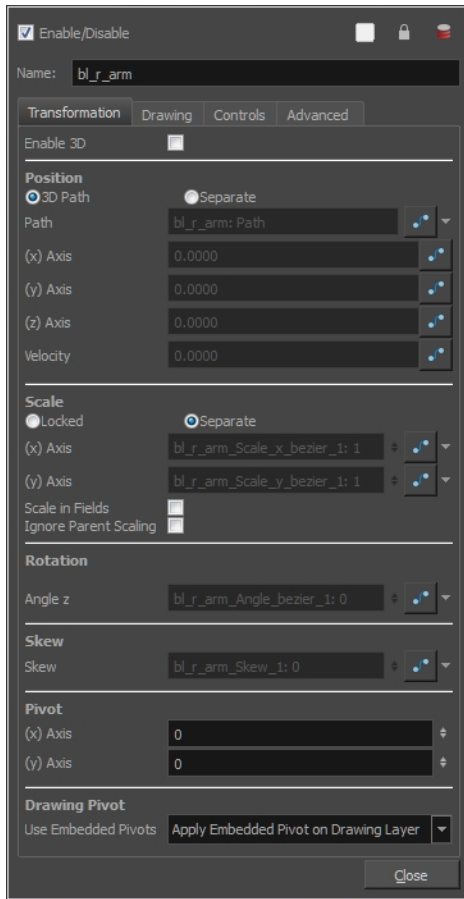 Enable/Disable
Name: bl_r_arm
Transformation Drawing Controls Advanced
Enable 3D
Position
3D Path Separate
Path bl_r_arm: Path
(x) Axis 0.0000
(y) Axis 0.0000
(z) Axis 0.0000
Velocity 0.0000
Scale
Locked Separate
(x) Axis bl_r_arm_Scale_x_bezier_1: 1
(y) Axis bl_r_arm_Scale_y_bezier_1: 1
Scale in Fields
Ignore Parent Scaling
Rotation
Angle z bl_r_arm_Angle_bezier_1: 0
Skew
Skew bl_r_arm_Skew_1: 0
Pivot
(x) Axis 0
(y) Axis 0
Drawing Pivot
Use Embedded Pivots Apply Embedded Pivot on Drawing Layer
Close